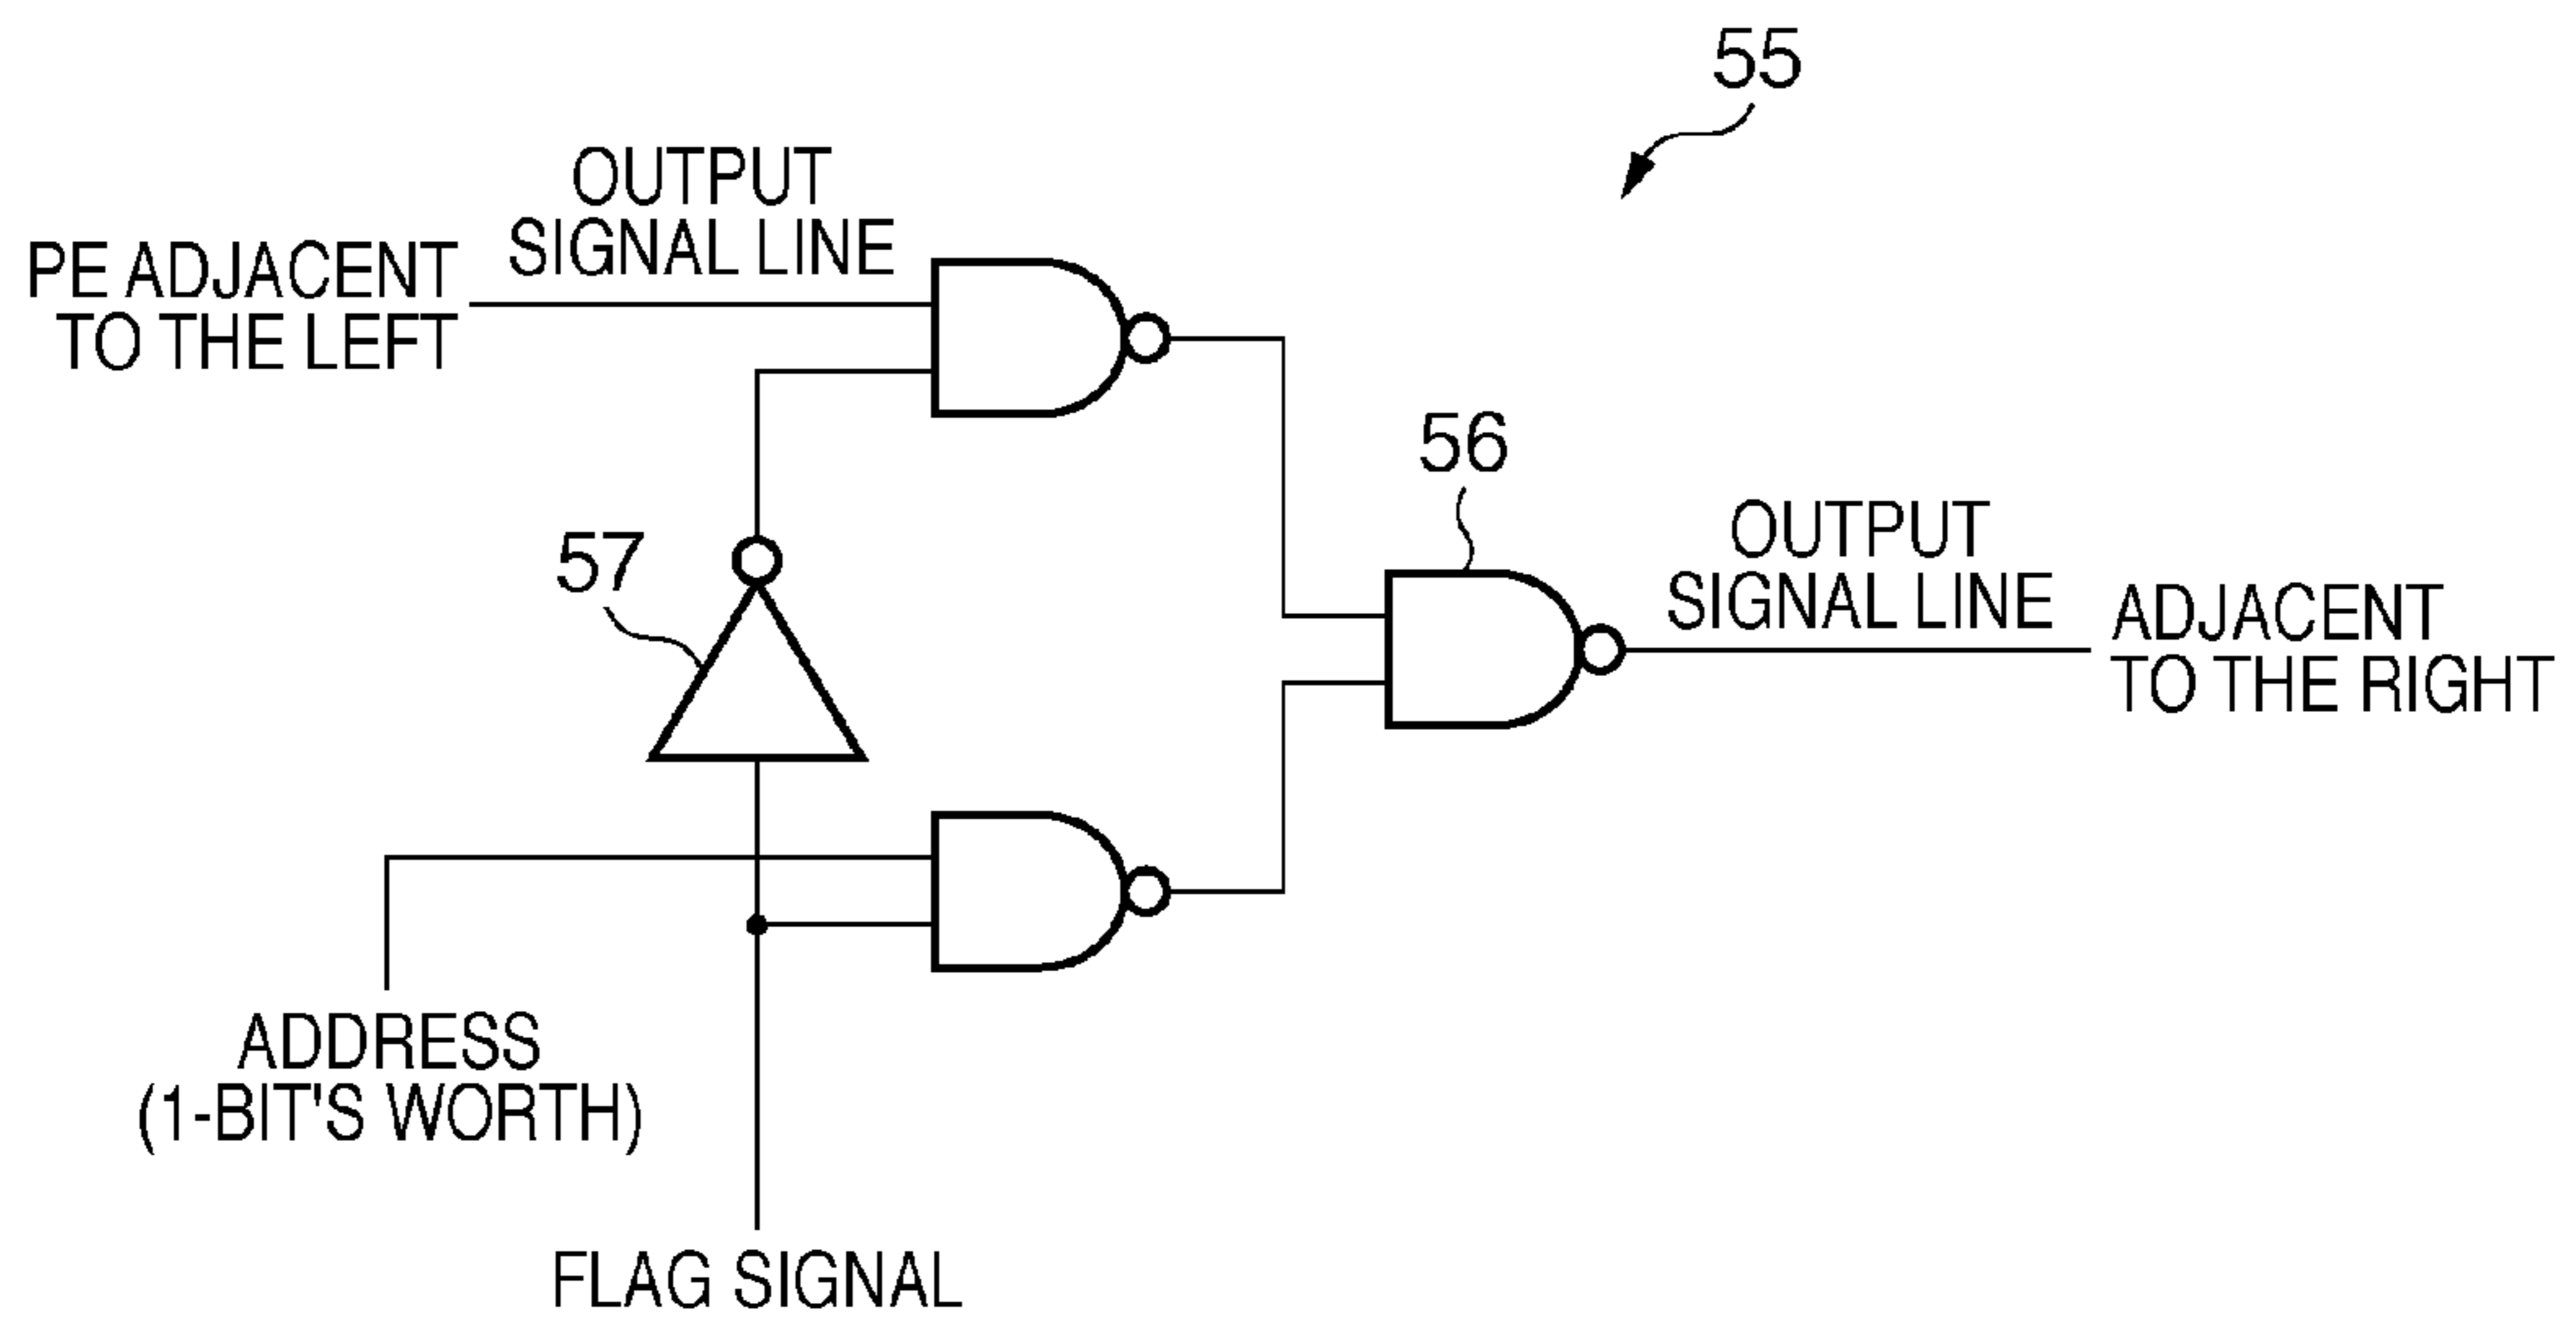 55
OUTPUT
SIGNAL LINE
PE ADJACENT
TO THE LEFT
56
57
OUTPUT
SIGNAL LINE
ADJACENT
TO THE RIGHT
ADDRESS
(1-BIT'S WORTH)
FLAG SIGNAL